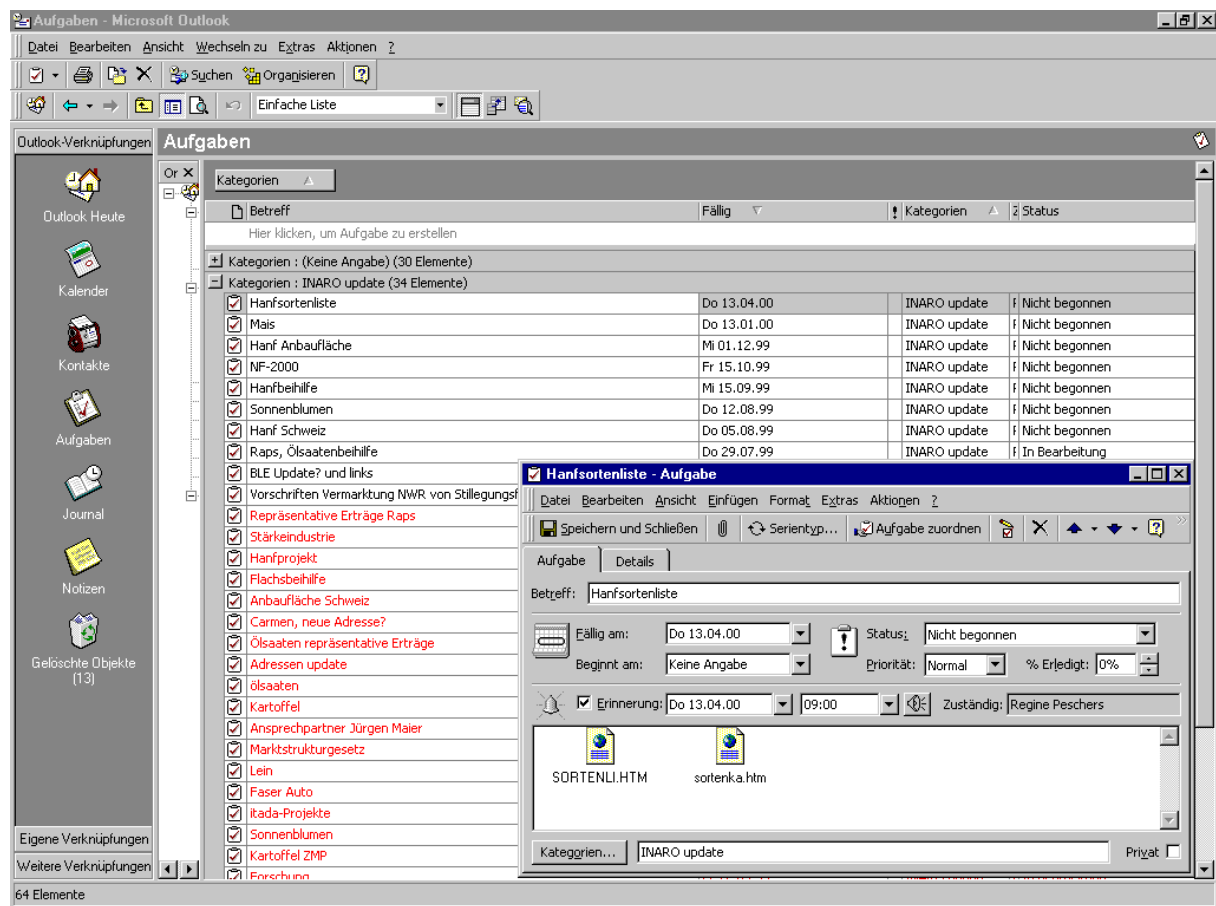 Aufgaben - Microsoft Outlook
Datei Bearbeiten Ansicht Wechseln zu Extras Aktionen ?
Suchen Organisieren
Einfache Liste
Outlook-Verknüpfungen
Aufgaben
Or
Kategorien
Outlook Heute
Kalender
Kontakte
Aufgaben
Journal
Notizen
Gelöschte Objekte
(13)
Eigene Verknüpfungen
Weitere Verknüpfungen
Betreff Fällig ! Kategorien Z Status
Hier klicken, um Aufgabe zu erstellen
Kategorien : (Keine Angabe) (30 Elemente)
Kategorien : INARO update (34 Elemente)
Hanfsortenliste Do 13.04.00 INARO update Nicht begonnen
Mais Do 13.01.00 INARO update Nicht begonnen
Hanf Anbaufläche Mi 01.12.99 INARO update Nicht begonnen
NF-2000 Fr 15.10.99 INARO update Nicht begonnen
Hanfbeihilfe Mi 15.09.99 INARO update Nicht begonnen
Sonnenblumen Do 12.08.99 INARO update Nicht begonnen
Hanf Schweiz Do 05.08.99 INARO update Nicht begonnen
Raps, Ölsaatenbeihilfe Do 29.07.99 INARO update In Bearbeitung
BLE Update? und links
Vorschriften Vermarktung NWR von Stillegungsf
Repräsentative Erträge Raps
Stärkeindustrie
Hanfprojekt
Flachsbeihilfe
Anbaufläche Schweiz
Carmen, neue Adresse?
Ölsaaten repräsentative Erträge
Adressen update
ölsaaten
Kartoffel
Ansprechpartner Jürgen Maier
Marktstrukturgesetz
Lein
Faser Auto
itada-Projekte
Sonnenblumen
Kartoffel ZMP
Forschung
Hanfsortenliste - Aufgabe
Datei Bearbeiten Ansicht Einfügen Format Extras Aktionen ?
Speichern und Schließen Serientyp... Aufgabe zuordnen
Aufgabe Details
Betreff: Hanfsortenliste
Fällig am: Do 13.04.00 Status: Nicht begonnen
Beginnt am: Keine Angabe Priorität: Normal % Erledigt: 0%
Erinnerung: Do 13.04.00 09:00 Zuständig: Regine Peschers
SORTENLI.HTM sortenka.htm
Kategorien... INARO update Privat
64 Elemente